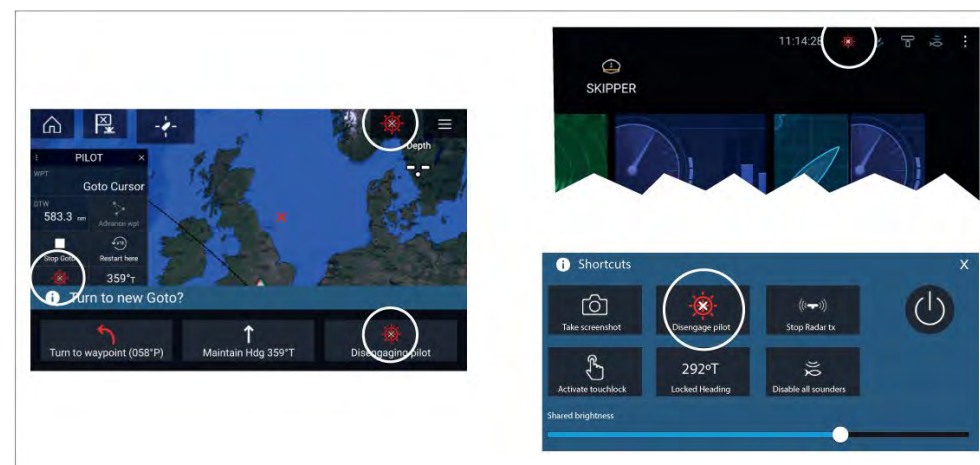 PILOT
WPT
Goto Cursor
DTW
583.3 nm
Advance wpt
Stop Goto
Restart here
359°T
Depth
Turn to new Goto?
Turn to waypoint (058°P)
Maintain Hdg 359°T
Disengaging pilot
11:14:28
SKIPPER
Shortcuts
X
Take screenshot
Disengage pilot
Stop Radar tx
Activate touchlock
292°T
Locked Heading
Disable all sounders
Shared brightness